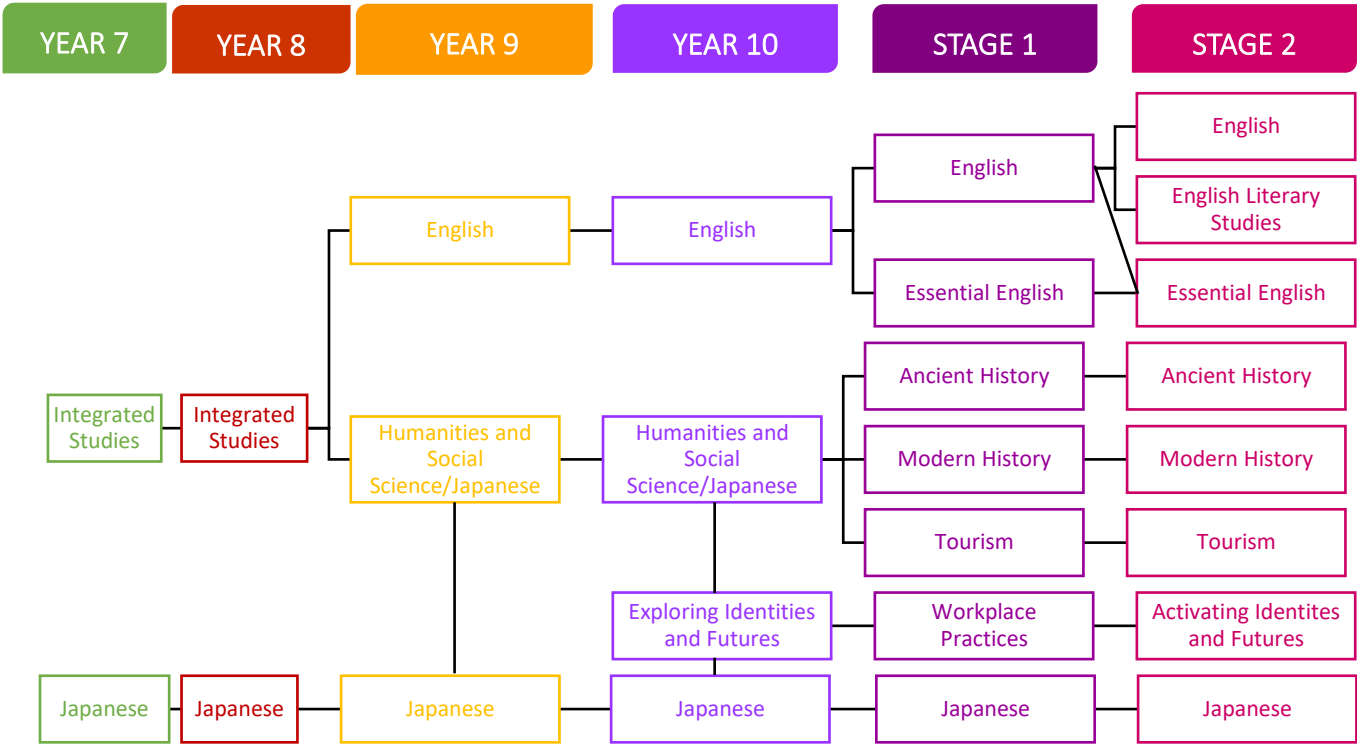 YEAR 7
YEAR 8
YEAR 9
YEAR 10
STAGE 1
STAGE 2
English
English
English Literary
Studies
English
English
Essential English
Essential English
Ancient History
Ancient History
Integrated
Studies
Integrated
Studies
Humanities and
Social
Science/Japanese
Humanities and
Social
Science/Japanese
Modern History
Modern History
Tourism
Tourism
Exploring Identities
and Futures
Workplace
Practices
Activating Identites
and Futures
Japanese
Japanese
Japanese
Japanese
Japanese
Japanese